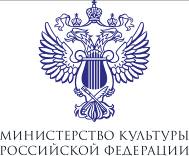 МИНИСТЕРСТВО КУЛЬТУРЫ
РОССИЙСКОЙ ФЕДЕРАЦИИ